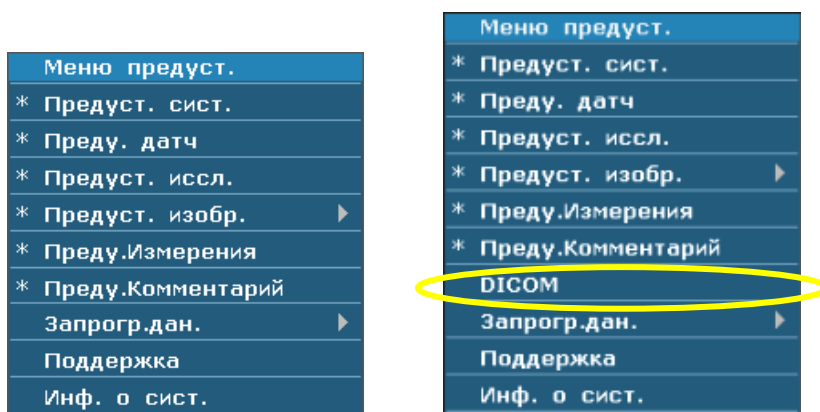 Меню предуст.
* Предуст. сист.
* Преду. датч
* Предуст. иссл.
* Предуст. изобр.
* Преду.Измерения
* Преду.Комментарий
Запрогр.дан.
Поддержка
Инф. о сист.
Меню предуст.
* Предуст. сист.
* Преду. датч
* Предуст. иссл.
* Предуст. изобр.
* Преду.Измерения
* Преду.Комментарий
DICOM
Запрогр.дан.
Поддержка
Инф. о сист.